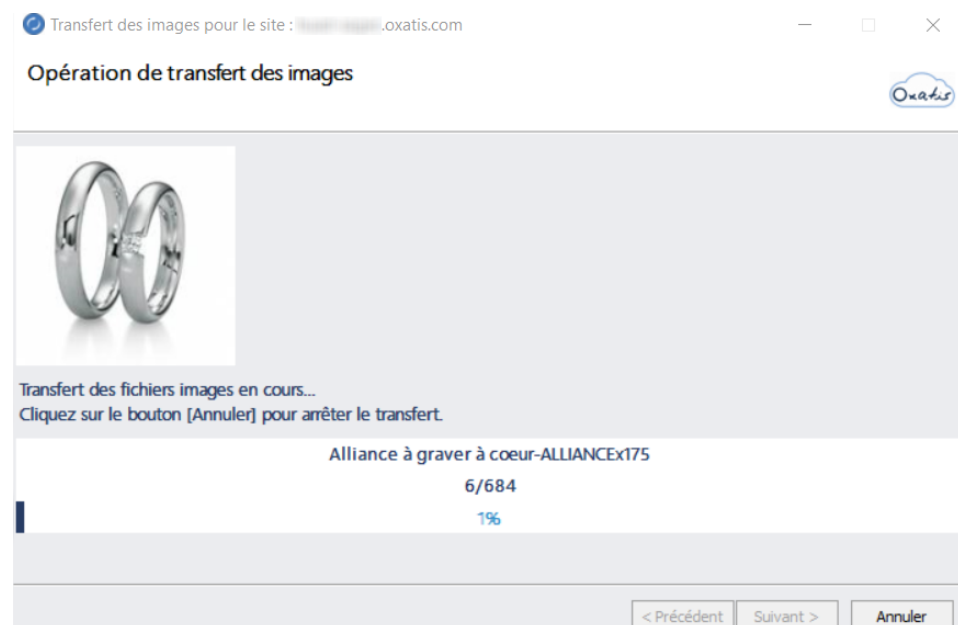 Transfert des images pour le site : .oxatis.com
Opération de transfert des images
Oxatis
Transfert des fichiers images en cours...
Cliquez sur le bouton [Annuler] pour arrêter le transfert.
Alliance à graver à coeur-ALLIANCEx175
6/684
1%
< Précédent Suivant > Annuler